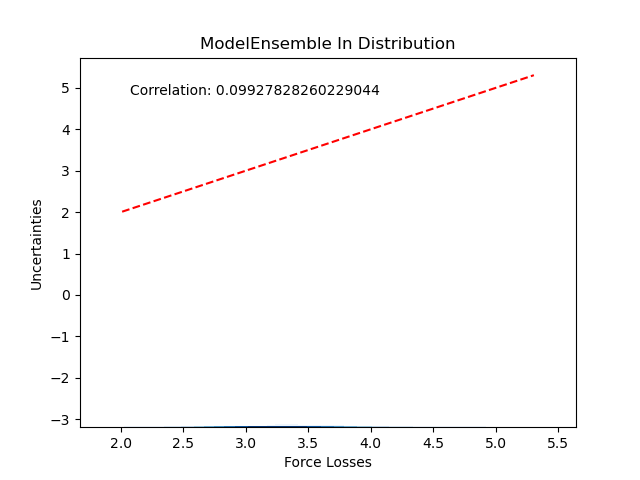 ModelEnsemble In Distribution
Correlation: 0.09927828260229044
Uncertainties
5
4
3
2
1
0
−1
−2
−3
2.0 2.5 3.0 3.5 4.0 4.5 5.0 5.5
Force Losses